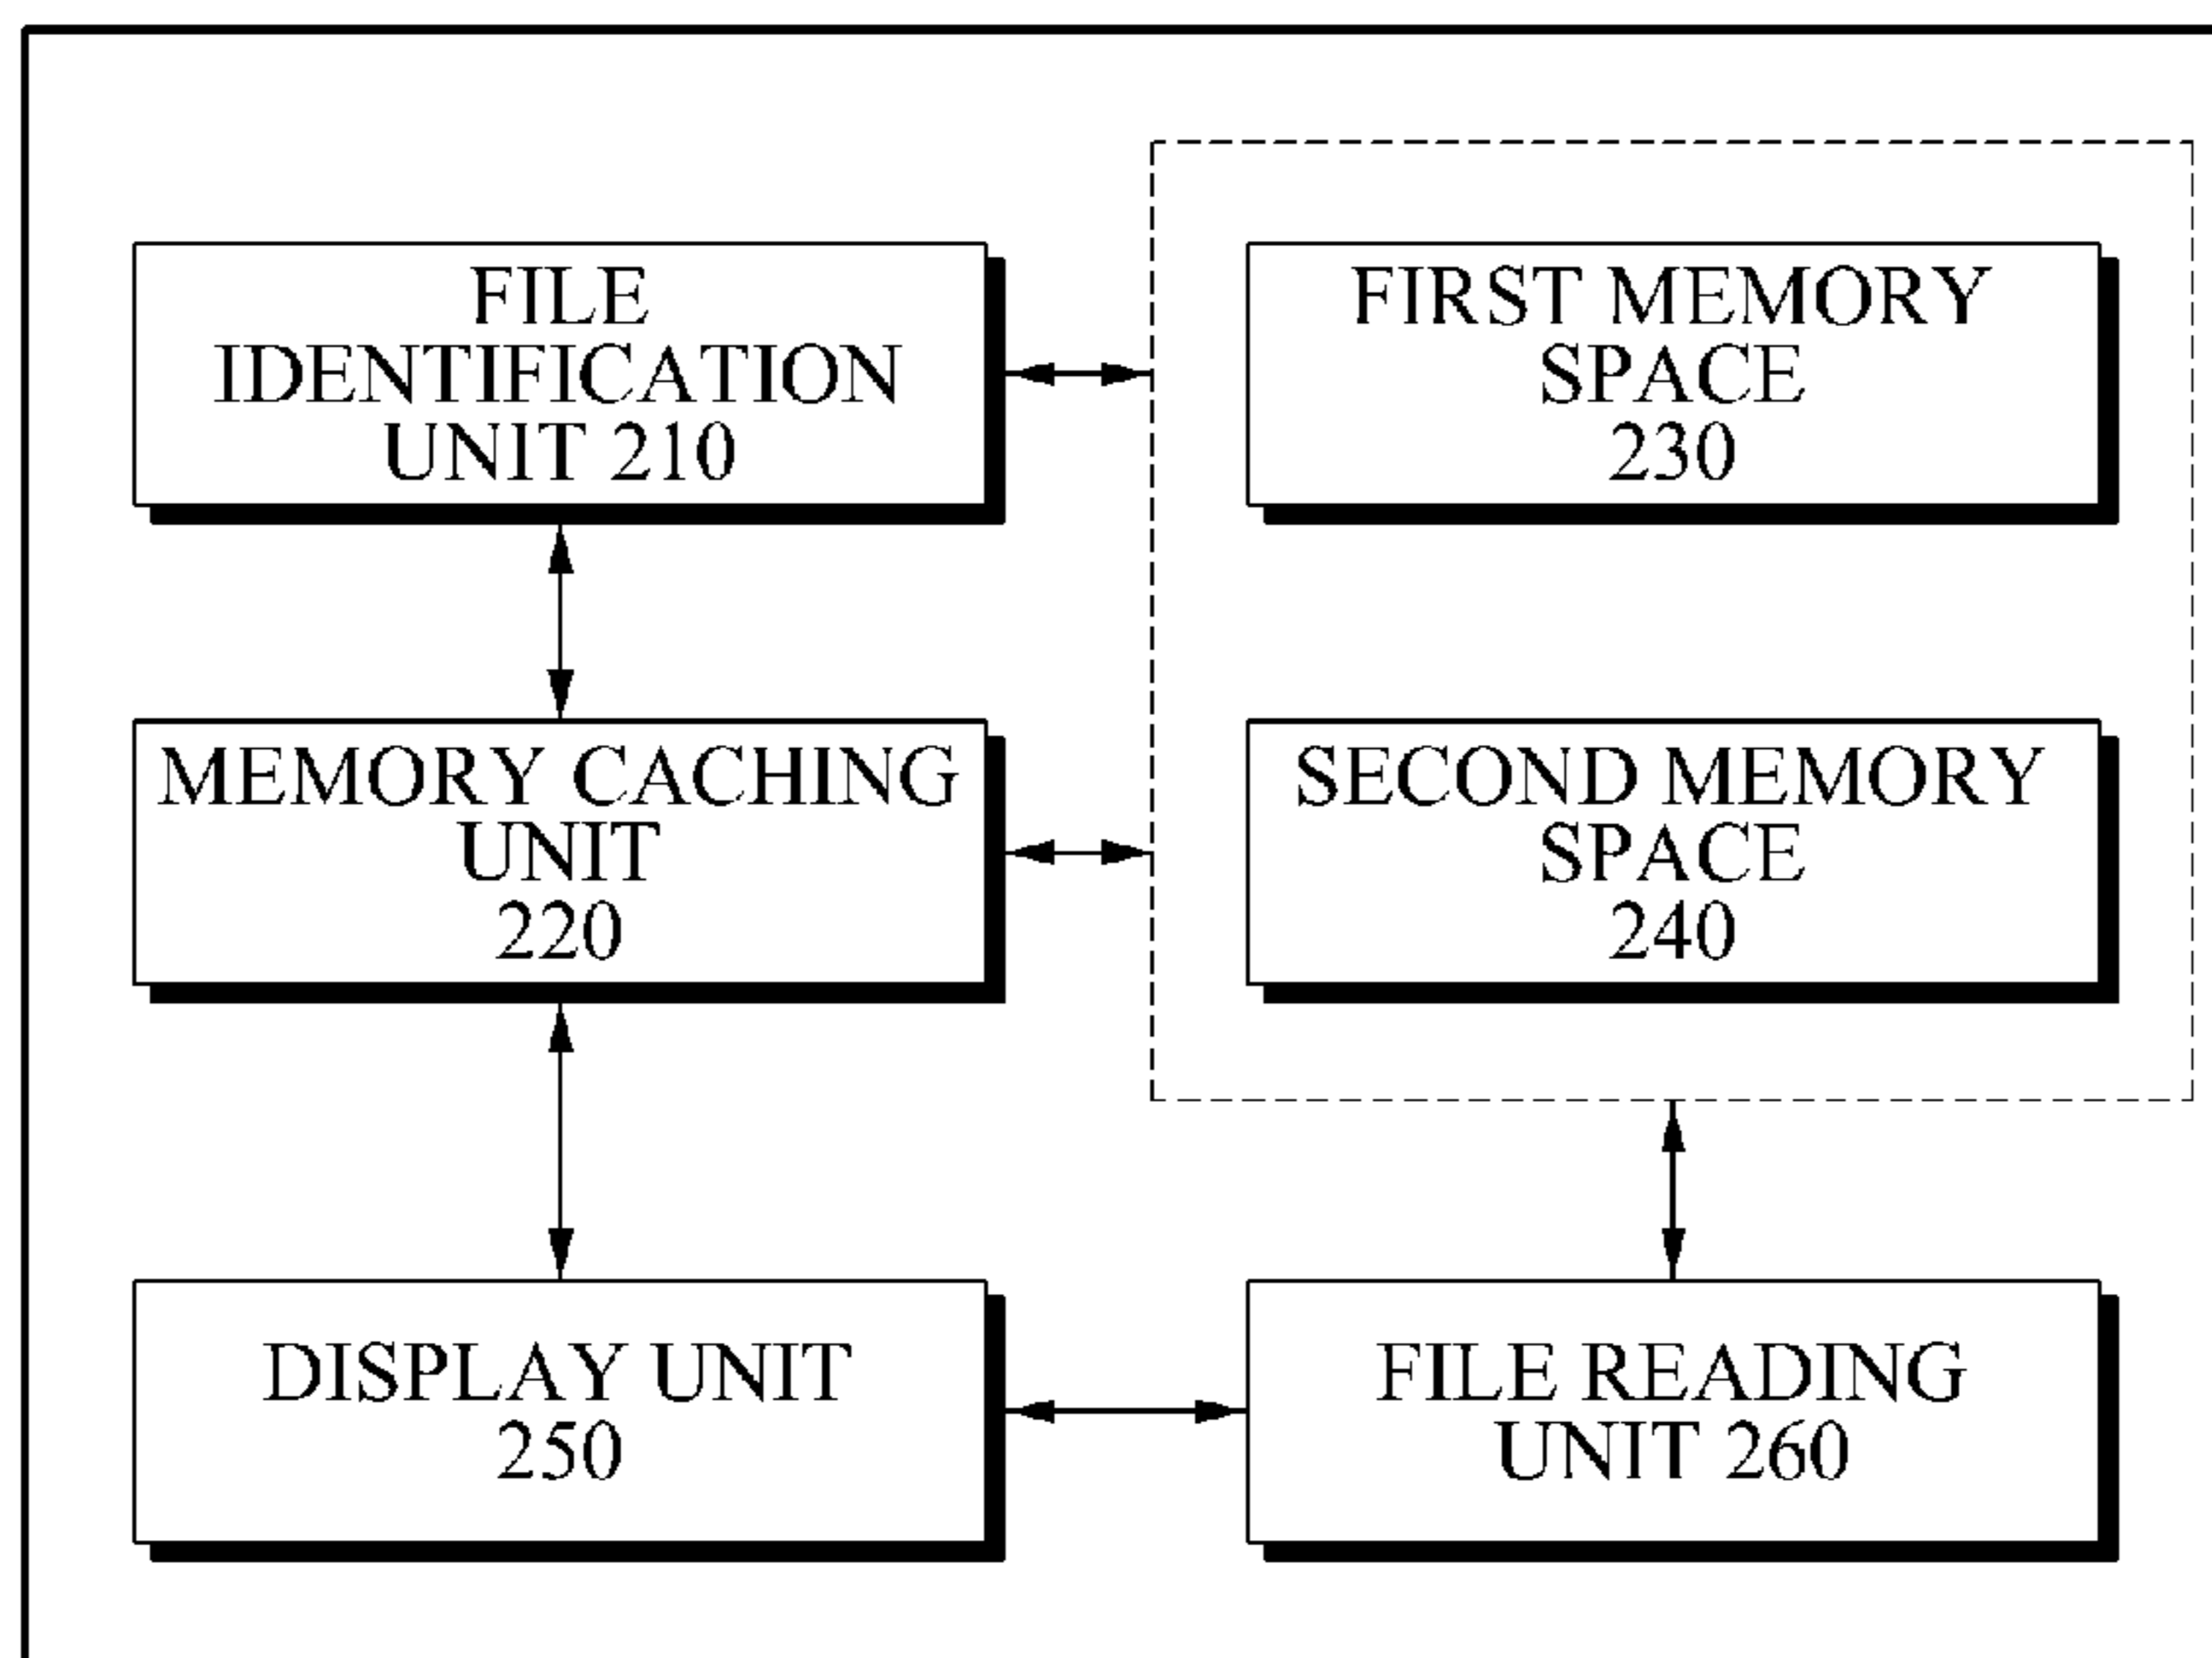 FILE
IDENTIFICATION
UNIT 210
FIRST MEMORY
SPACE
230
MEMORY CACHING
UNIT
220
SECOND MEMORY
SPACE
240
DISPLAY UNIT
250
FILE READING
UNIT 260